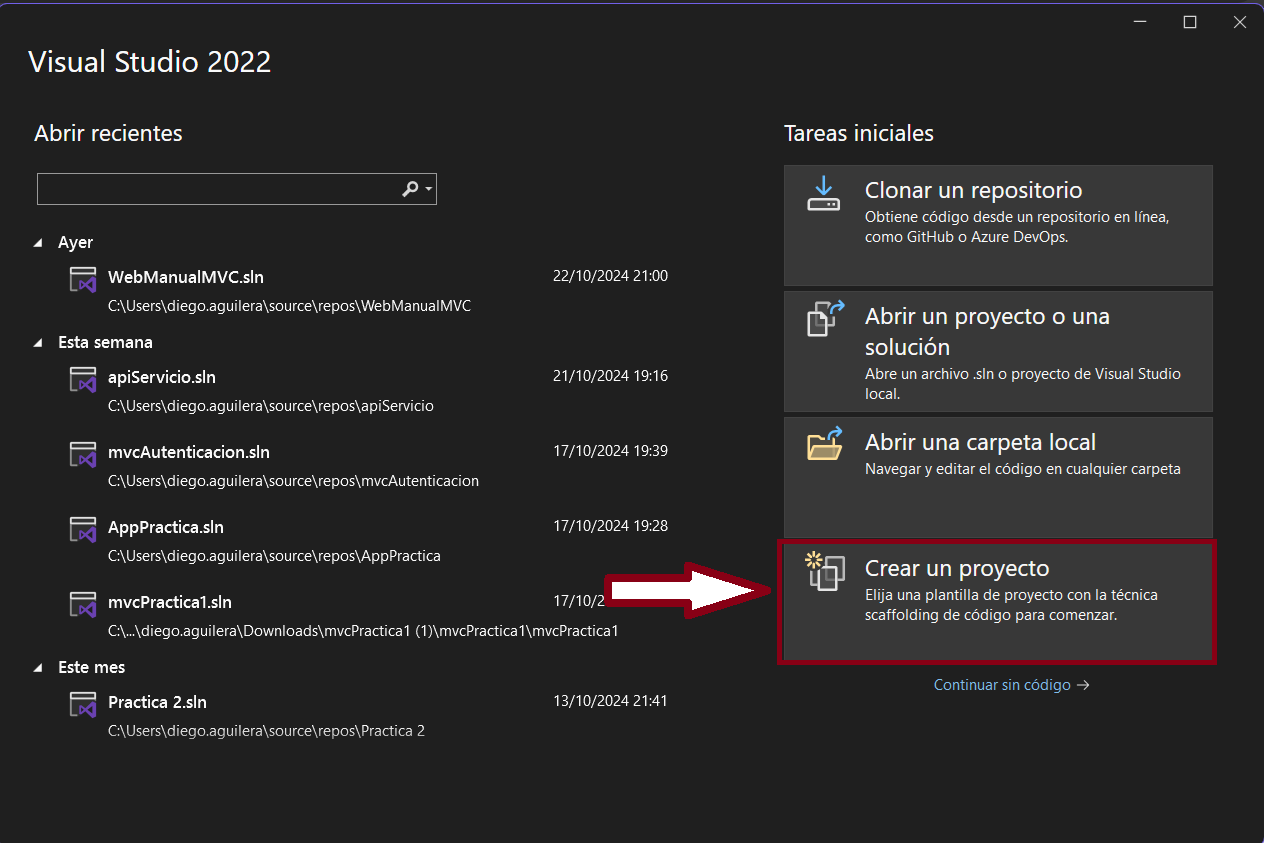 Visual Studio 2022
Abrir recientes
Ayer
WebManualMVC.sln 22/10/2024 21:00
C:\Users\diego.aguilera\source\repos\WebManualMVC
Esta semana
apiServicio.sln 21/10/2024 19:16
C:\Users\diego.aguilera\source\repos\apiServicio
mvcAutenticacion.sln 17/10/2024 19:39
C:\Users\diego.aguilera\source\repos\mvcAutenticacion
AppPractica.sln 17/10/2024 19:28
C:\Users\diego.aguilera\source\repos\AppPractica
mvcPractica1.sln 17/10/2
C:\...\diego.aguilera\Downloads\mvcPractica1 (1)\mvcPractica1\mvcPractica1
Este mes
Practica 2.sln 13/10/2024 21:41
C:\Users\diego.aguilera\source\repos\Practica 2
Tareas iniciales
Clonar un repositorio
Obtiene código desde un repositorio en línea,
como GitHub o Azure DevOps.
Abrir un proyecto o una
solución
Abre un archivo .sln o proyecto de Visual Studio
local.
Abrir una carpeta local
Navegar y editar el código en cualquier carpeta
Crear un proyecto
Elija una plantilla de proyecto con la técnica
scaffolding de código para comenzar.
Continuar sin código →